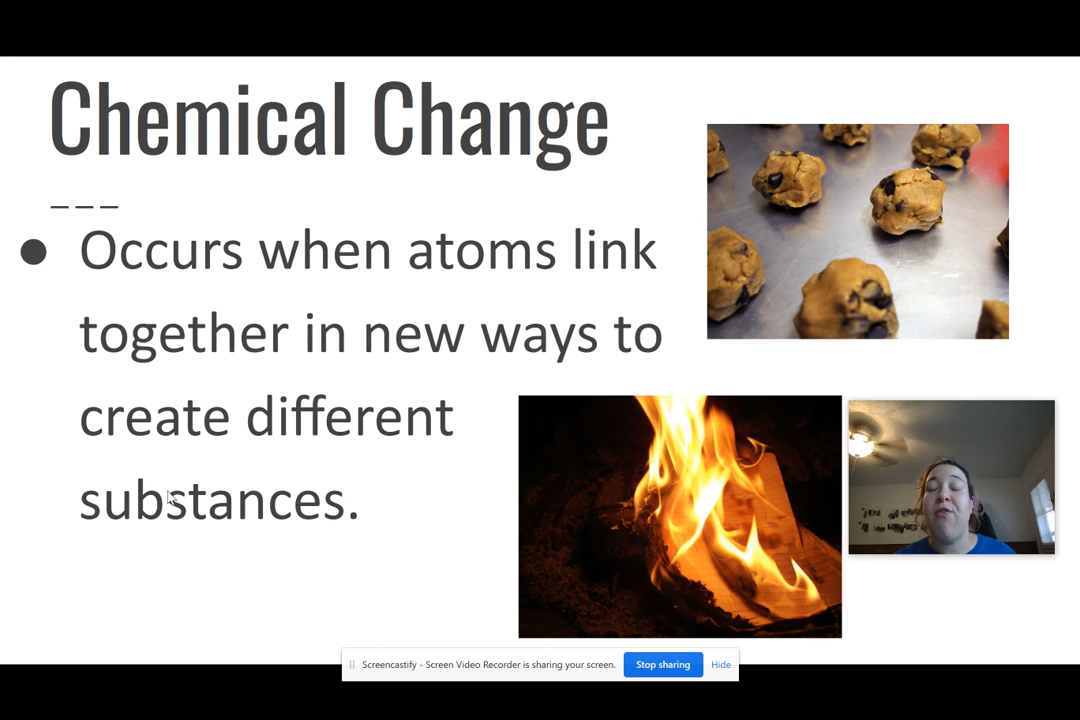 Chemical Change
● Occurs when atoms link
together in new ways to
create different
substances.
Screencastify - Screen Video Recorder is sharing your screen. Stop sharing Hide